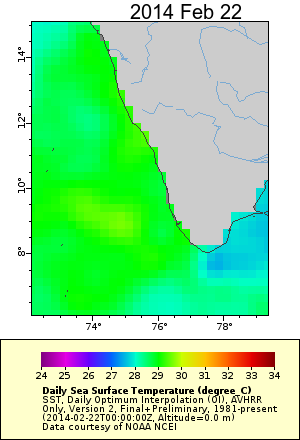 2014 Feb 22
14°
12°
10°
8°
74° 76° 78°
24 25 26 27 28 29 30 31 32 33 34
Daily Sea Surface Temperature (degree_C)
SST, Daily Optimum Interpolation (OI), AVHRR
Only, Version 2, Final+Preliminary, 1981-present
(2014-02-22T00:00:00Z, Altitude=0.0 m)
Data courtesy of NOAA NCEI